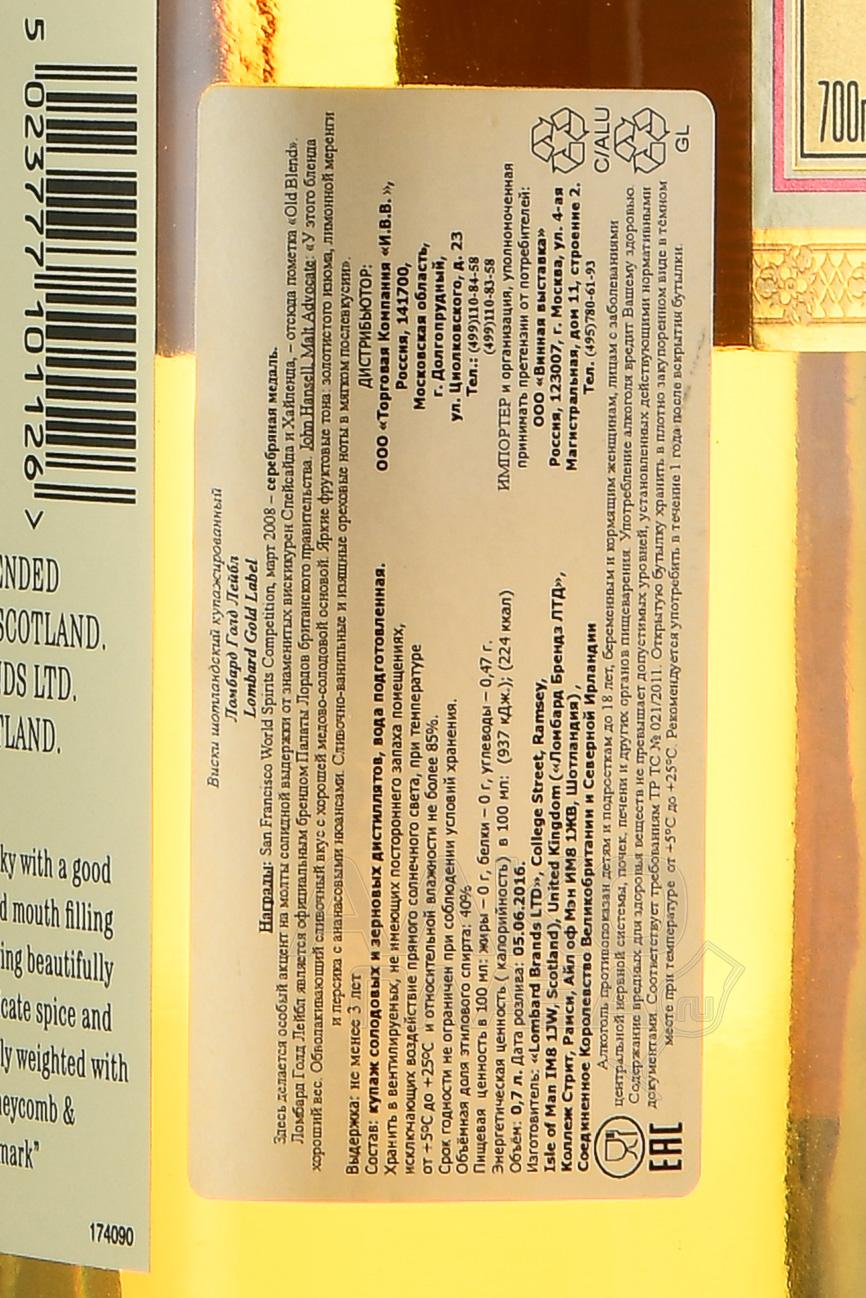 5 023777 101126 >
ENDED
SCOTLAND.
NDS LTD.
TLAND.
ky with a good
d mouth filling
ing beautifully
cate spice and
ly weighted with
neycomb &
mark"
174090
Виски шотландский купажированный
Ломбард Голд Лейбл
Lombard Gold Label
Награды: San Francisco World Spirits Competition, март 2008 – серебряная медаль.
Здесь делается особый акцент на молты солидной выдержки от знаменитых вискикурен Спейсайда и Хайленда, – отсюда пометка «Old Blend».
Ломбард Голд Лейбл является официальным брендом Палаты Лордов британского правительства. John Hansell, Malt Advocate: «У этого бленда
хороший вес. Обволакивающий сливочный вкус с хорошей медово-солодовой основой. Яркие фруктовые тона: золотистого изюма, лимонной меренги
и персика с ананасовыми нюансами. Сливочно-ванильные и изящные ореховые ноты в мягком послевкусии».
Выдержка: не менее 3 лет
Состав: купаж солодовых и зерновых дистиллятов, вода подготовленная.
Хранить в вентилируемых, не имеющих постороннего запаха помещениях,
исключающих воздействие прямого солнечного света, при температуре
от +5°С до +25°С и относительной влажности не более 85%.
Срок годности не ограничен при соблюдении условий хранения.
Объёмная доля этилового спирта: 40%
Пищевая ценность в 100 мл: жиры – 0 г, белки – 0 г, углеводы – 0,47 г.
Энергетическая ценность ( калорийность) в 100 мл: (937 кДж.); (224 ккал)
Объём: 0,7 л. Дата розлива: 05.06.2016.
Изготовитель: «Lombard Brands LTD», College Street, Ramsey,
Isle of Man IM8 1JW, Scotland), United Kingdom («Ломбард Брендз ЛТД»,
Коллеж Стрит, Рамси, Айл оф Мэн ИМ8 1ЖВ, Шотландия) ,
Соединенное Королевство Великобритании и Северной Ирландии
ДИСТРИБЬЮТОР:
ООО «Торговая Компания «И.В.В. »,
Россия, 141700,
Московская область,
г. Долгопрудный,
ул. Циолковского, д. 23
Тел.: (499)110-84-58
(499)110-83-58
ИМПОРТЕР и организация, уполномоченная
принимать претензии от потребителей:
ООО «Винная выставка»
Россия, 123007, г. Москва, ул. 4-ая
Магистральная, дом 11, строение 2.
Тел. (495)780-61-93
C/ALU
GL
Алкоголь противопоказан детям и подросткам до 18 лет, беременным и кормящим женщинам, лицам с заболеваниями
центральной нервной системы, почек, печени и других органов пищеварения. Употребление алкоголя вредит Вашему здоровью.
Содержание вредных для здоровья веществ не превышает допустимых уровней, установленных действующими нормативными
документами. Соответствует требованиям ТР ТС № 021/2011. Открытую бутылку хранить в плотно закупоренном виде в тёмном
месте при температуре от +5°С до +25°С. Рекомендуется употребить в течение 1 года после вскрытия бутылки.
EAC
700